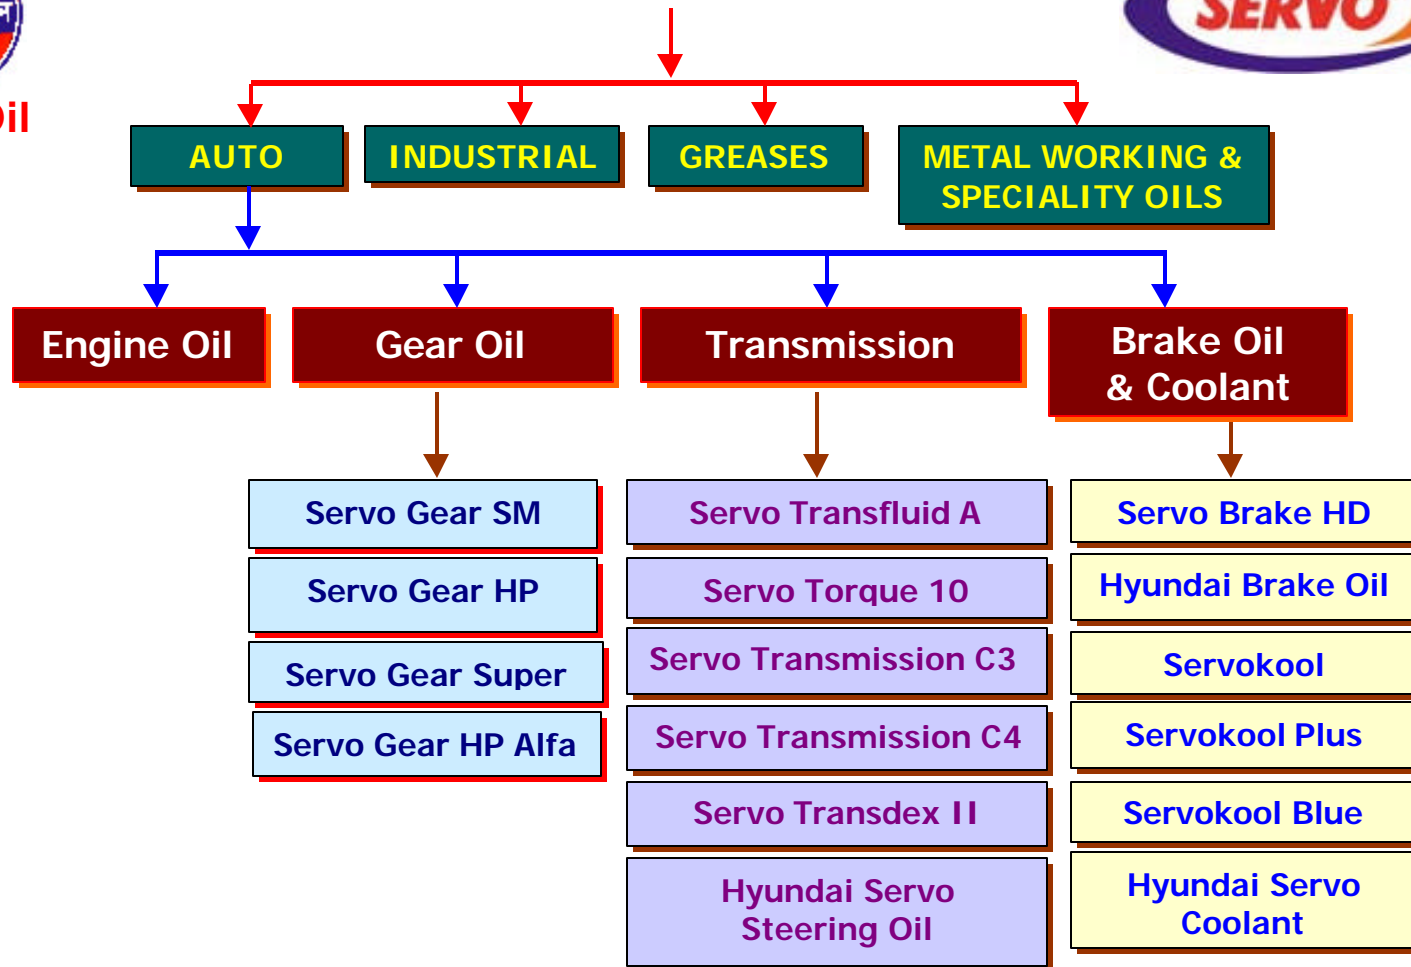 SERVO
Oil
AUTO
INDUSTRIAL
GREASES
METAL WORKING &
SPECIALITY OILS
Engine Oil
Gear Oil
Transmission
Brake Oil
& Coolant
Servo Gear SM
Servo Gear HP
Servo Gear Super
Servo Gear HP Alfa
Servo Transfluid A
Servo Torque 10
Servo Transmission C3
Servo Transmission C4
Servo Transdex II
Hyundai Servo
Steering Oil
Servo Brake HD
Hyundai Brake Oil
Servokool
Servokool Plus
Servokool Blue
Hyundai Servo
Coolant